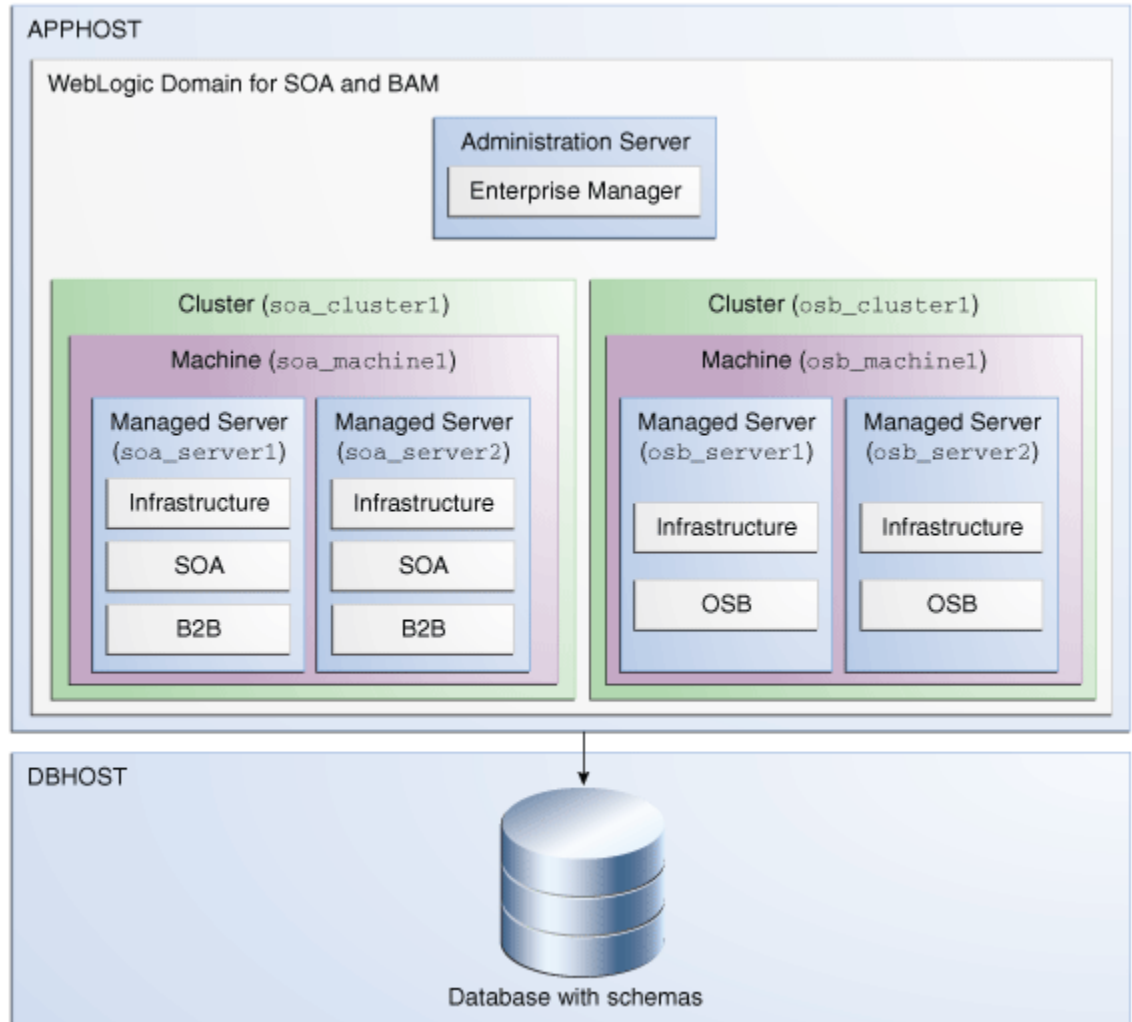 APPHOST
WebLogic Domain for SOA and BAM
Administration Server
Enterprise Manager
Cluster (soa_cluster1)
Machine (soa_machine1)
Managed Server
(soa_server1)
Infrastructure
SOA
B2B
Managed Server
(soa_server2)
Infrastructure
SOA
B2B
Cluster (osb_cluster1)
Machine (osb_machine1)
Managed Server
(osb_server1)
Infrastructure
OSB
Managed Server
(osb_server2)
Infrastructure
OSB
DBHOST
Database with schemas